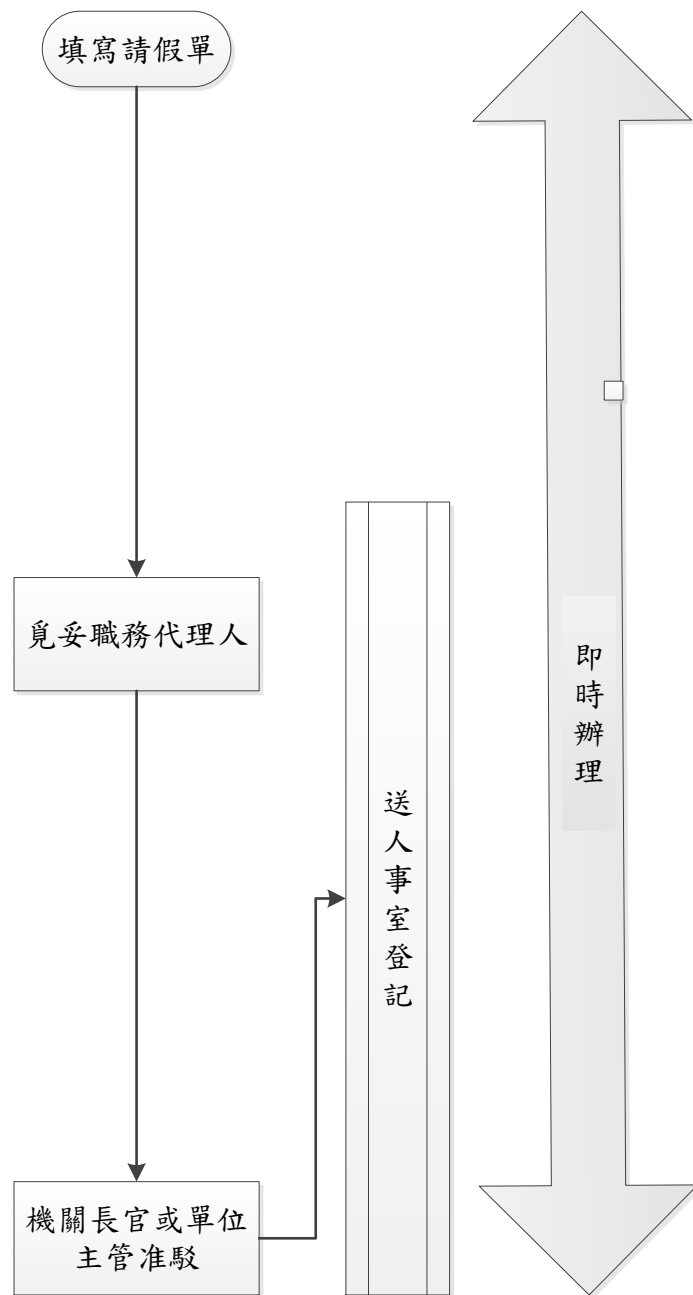 填寫請假單
覓妥職務代理人
機關長官或單位
主管准駁
送人事室登記
即時辦理